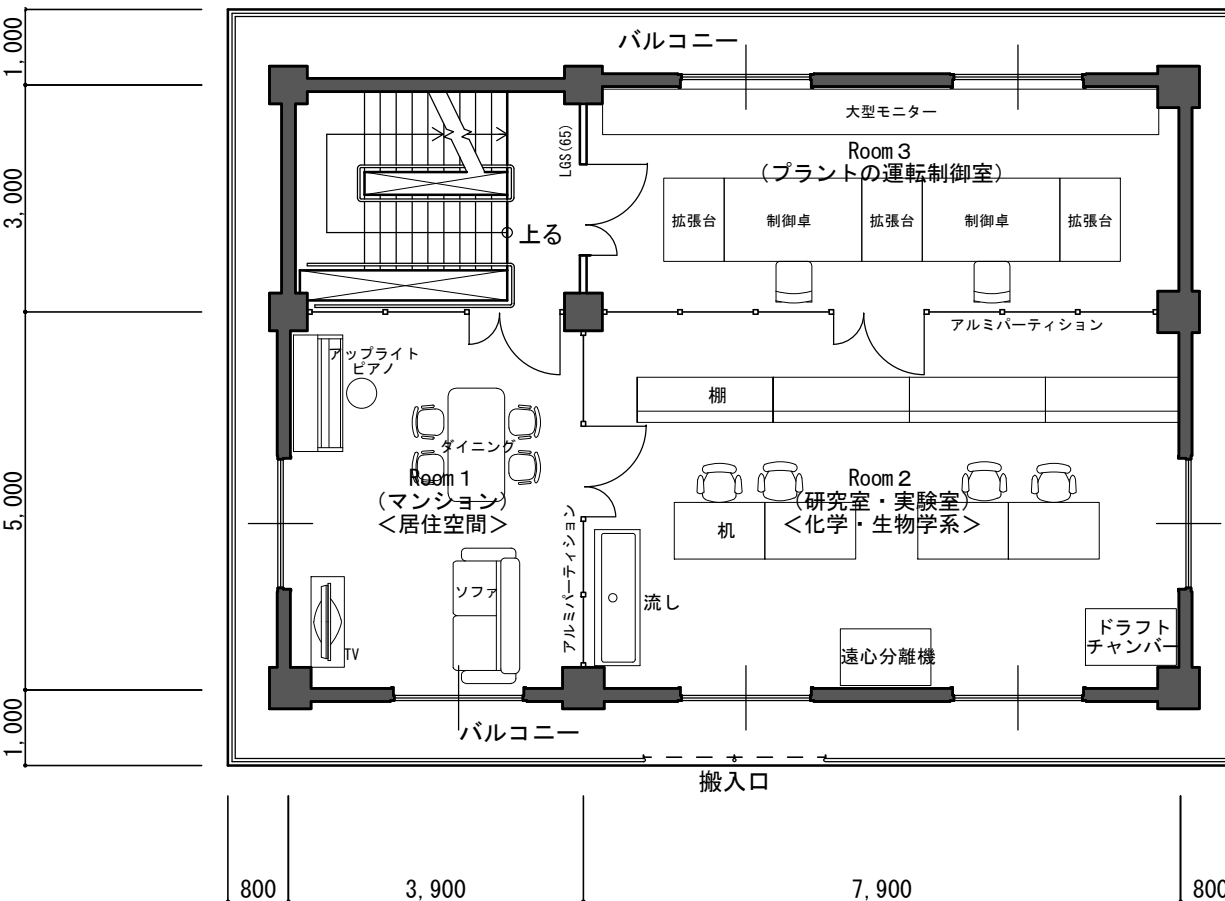 1,000
3,000
5,000
1,000
バルコニー
大型モニター
LGS(65)
Room3
(プラントの運転制御室)
拡張台
制御卓
拡張台
制御卓
拡張台
上る
アルミパーティション
アップライト
ピアノ
棚
ダイニング
Room1
(マンション)
<居住空間>
Room2
(研究室・実験室)
<化学・生物学系>
机
アルミパーティション
ソファ
流し
TV
遠心分離機
ドラフト
チャンバー
バルコニー
搬入口
800
3,900
7,900
800